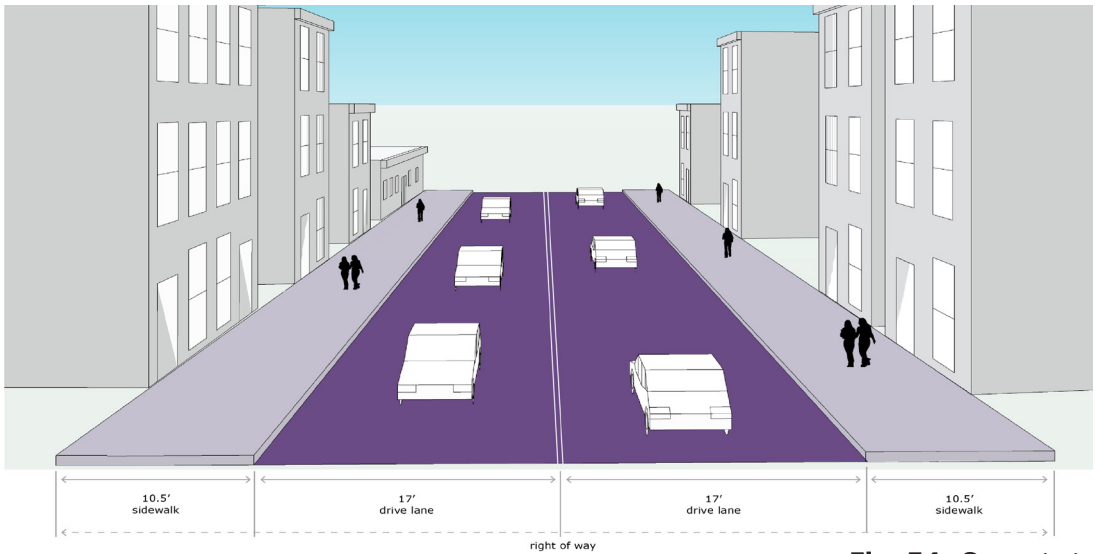 10.5' 17' 17' 10.5'
sidewalk drive lane drive lane sidewalk
right of way